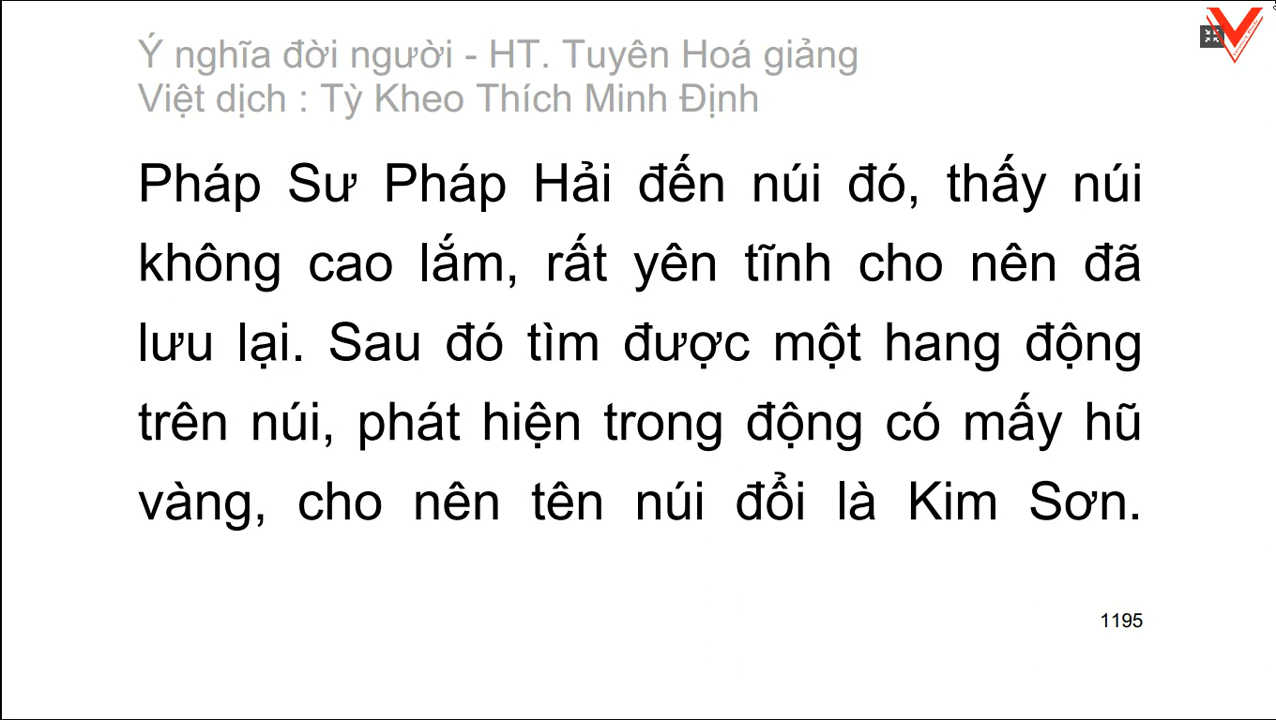 Ý nghĩa đời người - HT. Tuyên Hoá giảng
Việt dịch : Tỳ Kheo Thích Minh Định
Pháp Sư Pháp Hải đến núi đó, thấy núi
không cao lắm, rất yên tĩnh cho nên đã
lưu lại. Sau đó tìm được một hang động
trên núi, phát hiện trong động có mấy hũ
vàng, cho nên tên núi đổi là Kim Sơn.
1195